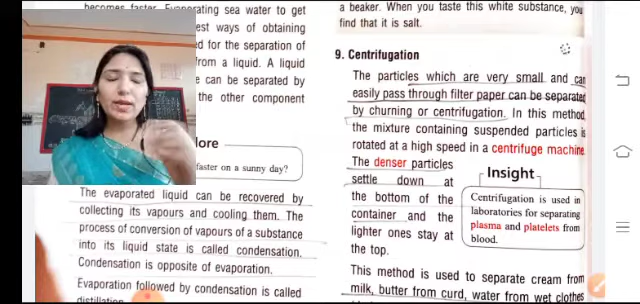 becomes faster. Evaporating sea water to get
est ways of obtaining
ed for the separation of
from a liquid. A liquid
e can be separated by
the other component
lore
faster on a sunny day?
The evaporated liquid can be recovered by
collecting its vapours and cooling them. The
process of conversion of vapours of a substance
into its liquid state is called condensation.
Condensation is opposite of evaporation.
Evaporation followed by condensation is called
distillation
a beaker. When you taste this white substance, you
find that it is salt.
9. Centrifugation
The particles which are very small and can
easily pass through filter paper can be separated
by churning or centrifugation. In this method,
the mixture containing suspended particles is
rotated at a high speed in a centrifuge machine.
The denser particles
settle down at
the bottom of the
container and the
lighter ones stay at
the top.
Insight
Centrifugation is used in
laboratories for separating
plasma and platelets from
blood.
This method is used to separate cream from
milk, butter from curd, water from wet clothes